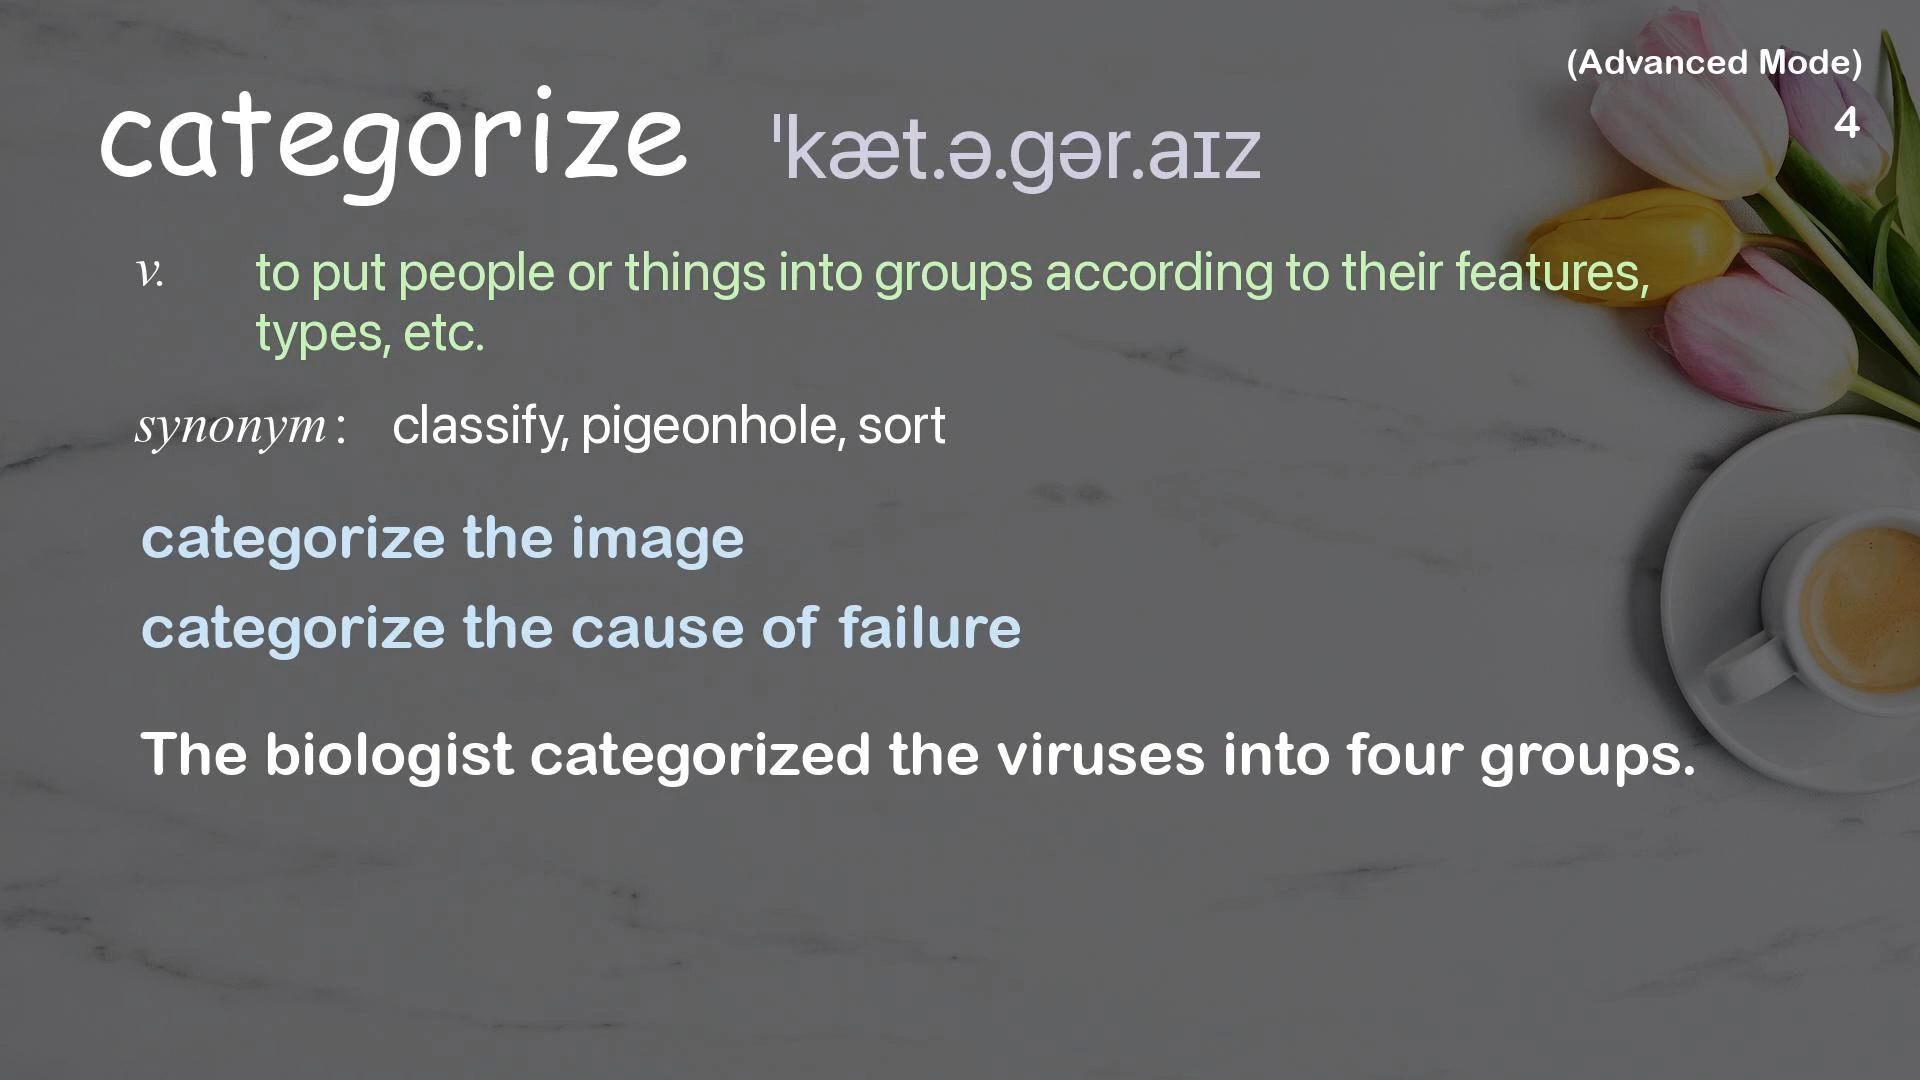 (Advanced Mode)
4
categorize ˈkæt.ə.gər.aɪz
v. to put people or things into groups according to their features,
types, etc.
synonym: classify, pigeonhole, sort
categorize the image
categorize the cause of failure
The biologist categorized the viruses into four groups.